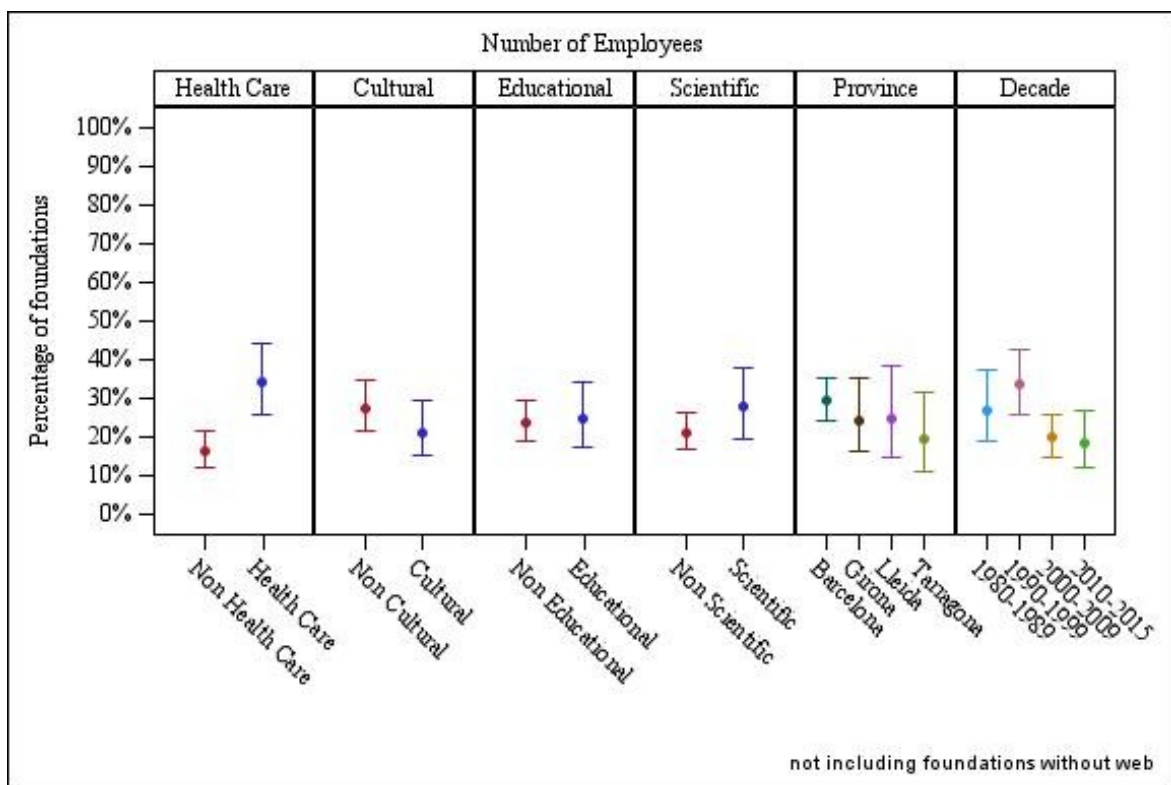 Number of Employees
Health Care Cultural Educational Scientific Province Decade
Percentage of foundations
100%
90%
80%
70%
60%
50%
40%
30%
20%
10%
0%
Non Health Care
Health Care
Non Cultural
Cultural
Non Educational
Educational
Non Scientific
Scientific
Barcelona
Girona
Lleida
Tarragona
1980-1989
1990-1999
2000-2009
2010-2015
not including foundations without web